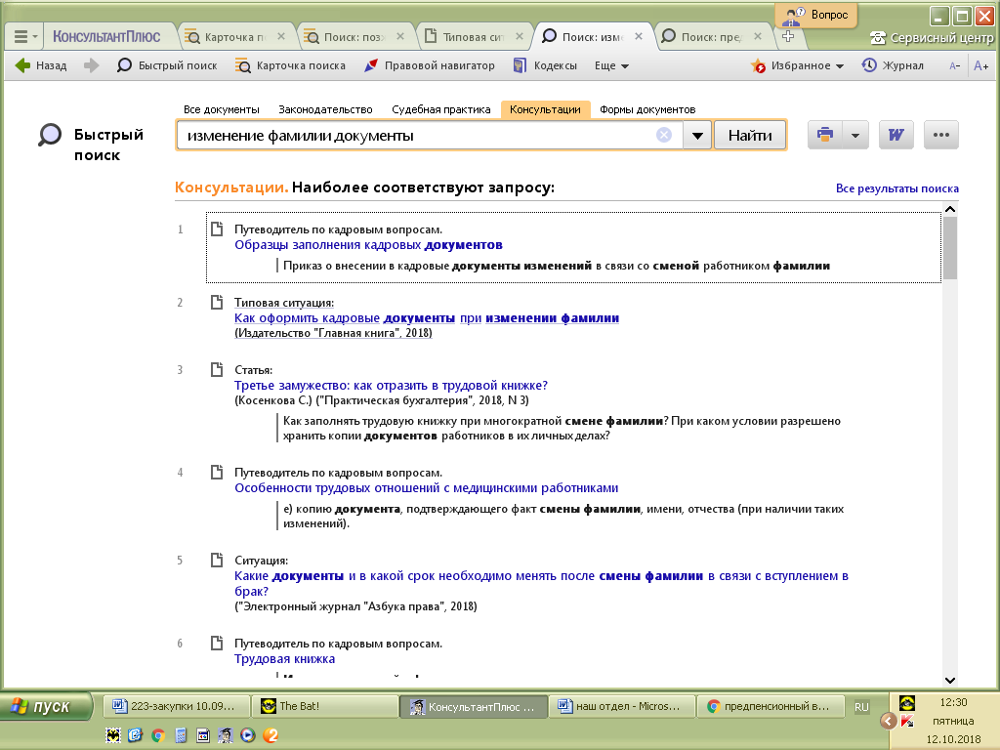 Вопрос
КонсультантПлюс
Карточка п
Поиск: поз
Типовая си
Поиск: изм
Поиск: пре
Сервисный центр
Назад
Быстрый поиск
Карточка поиска
Правовой навигатор
Кодексы
Еще
Избранное
Журнал
A-
A+
Все документы
Законодательство
Судебная практика
Консультации
Формы документов
Быстрый
поиск
изменение фамилии документы
Найти
Консультации. Наиболее соответствуют запросу:
Все результаты поиска
1
Путеводитель по кадровым вопросам.
Образцы заполнения кадровых документов
Приказ о внесении в кадровые документы изменений в связи со сменой работником фамилии
2
Типовая ситуация:
Как оформить кадровые документы при изменении фамилии
(Издательство "Главная книга", 2018)
3
Статья:
Третье замужество: как отразить в трудовой книжке?
(Косенкова С.) ("Практическая бухгалтерия", 2018, N 3)
Как заполнять трудовую книжку при многократной смене фамилии? При каком условии разрешено
хранить копии документов работников в их личных делах?
4
Путеводитель по кадровым вопросам.
Особенности трудовых отношений с медицинскими работниками
е) копию документа, подтверждающего факт смены фамилии, имени, отчества (при наличии таких
изменений).
5
Ситуация:
Какие документы и в какой срок необходимо менять после смены фамилии в связи с вступлением в
брак?
("Электронный журнал "Азбука права", 2018)
6
Путеводитель по кадровым вопросам.
Трудовая книжка
пуск
223-закупки 10.09...
The Bat!
КонсультантПлюс ...
наш отдел - Micros...
предпенсионный в...
RU
12:30
пятница
12.10.2018